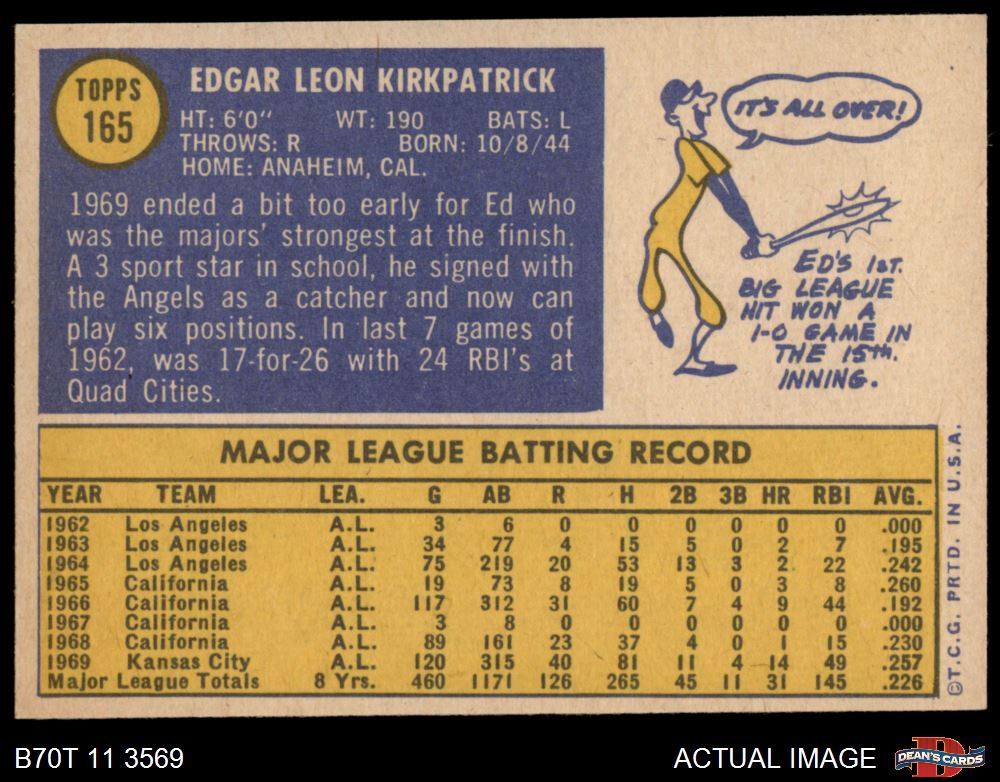 TOPPS
165
EDGAR LEON KIRKPATRICK
HT: 6'0" WT: 190 BATS: L
THROWS: R BORN: 10/8/44
HOME: ANAHEIM, CAL.
1969 ended a bit too early for Ed who
was the majors' strongest at the finish.
A 3 sport star in school, he signed with
the Angels as a catcher and now can
play six positions. In last 7 games of
1962, was 17-for-26 with 24 RBI's at
Quad Cities.
IT'S ALL OVER!
ED'S 1ST.
BIG LEAGUE
HIT WON A
1-0 GAME IN
THE 15TH.
INNING.
MAJOR LEAGUE BATTING RECORD
YEAR TEAM LEA. G AB R H 2B 3B HR RBI AVG.
1962 Los Angeles A.L. 3 6 0 0 0 0 0 0 .000
1963 Los Angeles A.L. 34 77 4 15 5 0 2 7 .195
1964 Los Angeles A.L. 75 219 20 53 13 3 2 22 .242
1965 California A.L. 19 73 8 19 5 0 3 8 .260
1966 California A.L. 117 312 31 60 7 4 9 44 .192
1967 California A.L. 3 8 0 0 0 0 0 0 .000
1968 California A.L. 89 161 23 37 4 0 1 15 .230
1969 Kansas City A.L. 120 315 40 81 11 4 14 49 .257
Major League Totals 8 Yrs. 460 1171 126 265 45 11 31 145 .226
©T.C.G. PRTD. IN U.S.A.
B70T 11 3569
ACTUAL IMAGE
D
DEAN'S CARDS